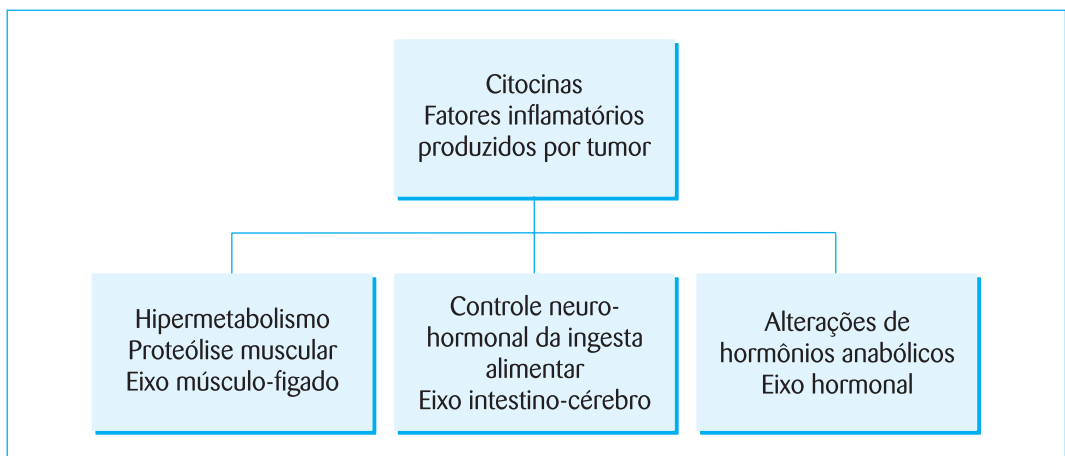 Citocinas
Fatores inflamatórios
produzidos por tumor
Hipermetabolismo
Proteólise muscular
Eixo músculo-figado
Controle neuro-
hormonal da ingesta
alimentar
Eixo intestino-cérebro
Alterações de
hormônios anabólicos
Eixo hormonal